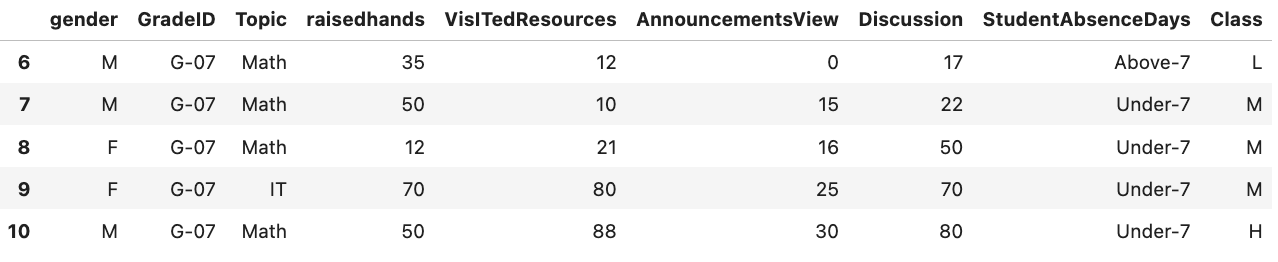 gender GradeID Topic raisedhands VisITedResources AnnouncementsView Discussion StudentAbsenceDays Class
6 M G-07 Math 35 12 0 17 Above-7 L
7 M G-07 Math 50 10 15 22 Under-7 M
8 F G-07 Math 12 21 16 50 Under-7 M
9 F G-07 IT 70 80 25 70 Under-7 M
10 M G-07 Math 50 88 30 80 Under-7 H